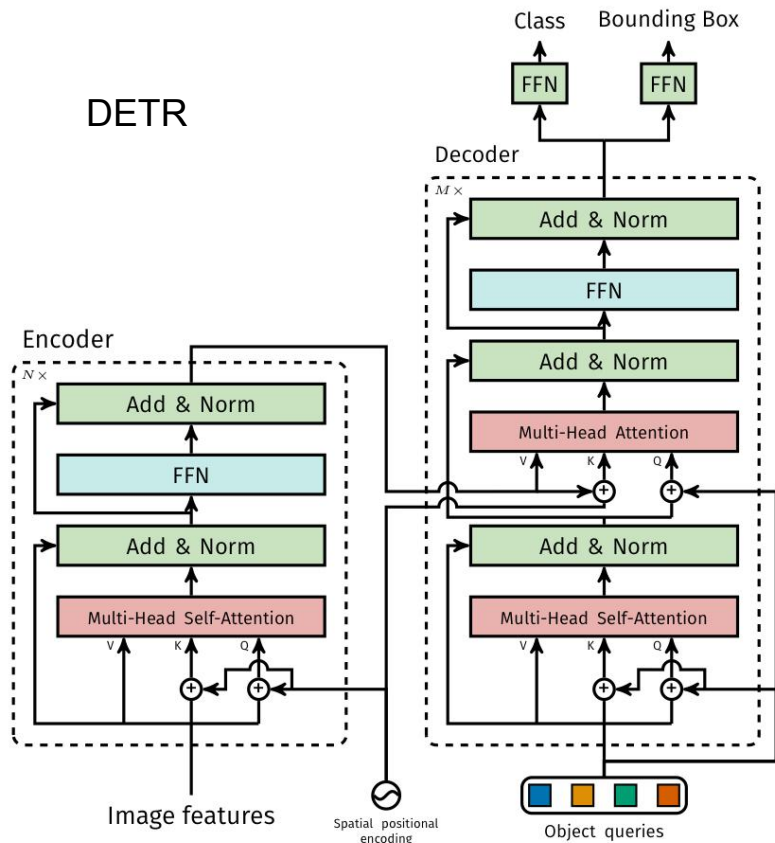 Class
Bounding Box
FFN
FFN
DETR
Decoder
M ×
Add & Norm
FFN
Add & Norm
Multi-Head Attention
V
K
Q
Add & Norm
Multi-Head Self-Attention
V
K
Q
Encoder
N ×
Add & Norm
FFN
Add & Norm
Multi-Head Self-Attention
V
K
Q
Image features
Spatial positional
encoding
Object queries